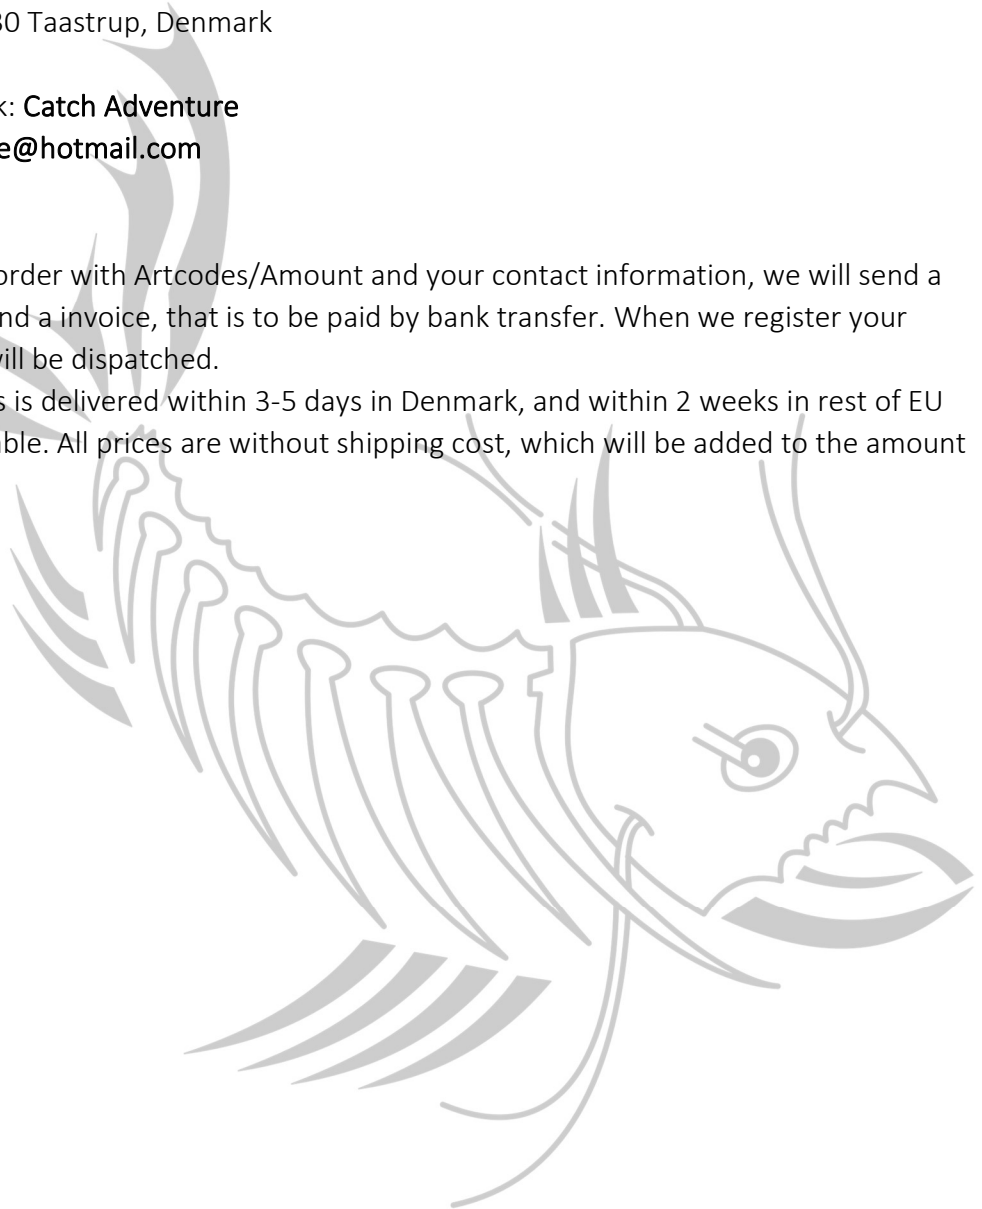 30 Taastrup, Denmark
k: Catch Adventure
e@hotmail.com
order with Artcodes/Amount and your contact information, we will send a
nd a invoice, that is to be paid by bank transfer. When we register your
will be dispatched.
s is delivered within 3-5 days in Denmark, and within 2 weeks in rest of EU
able. All prices are without shipping cost, which will be added to the amount